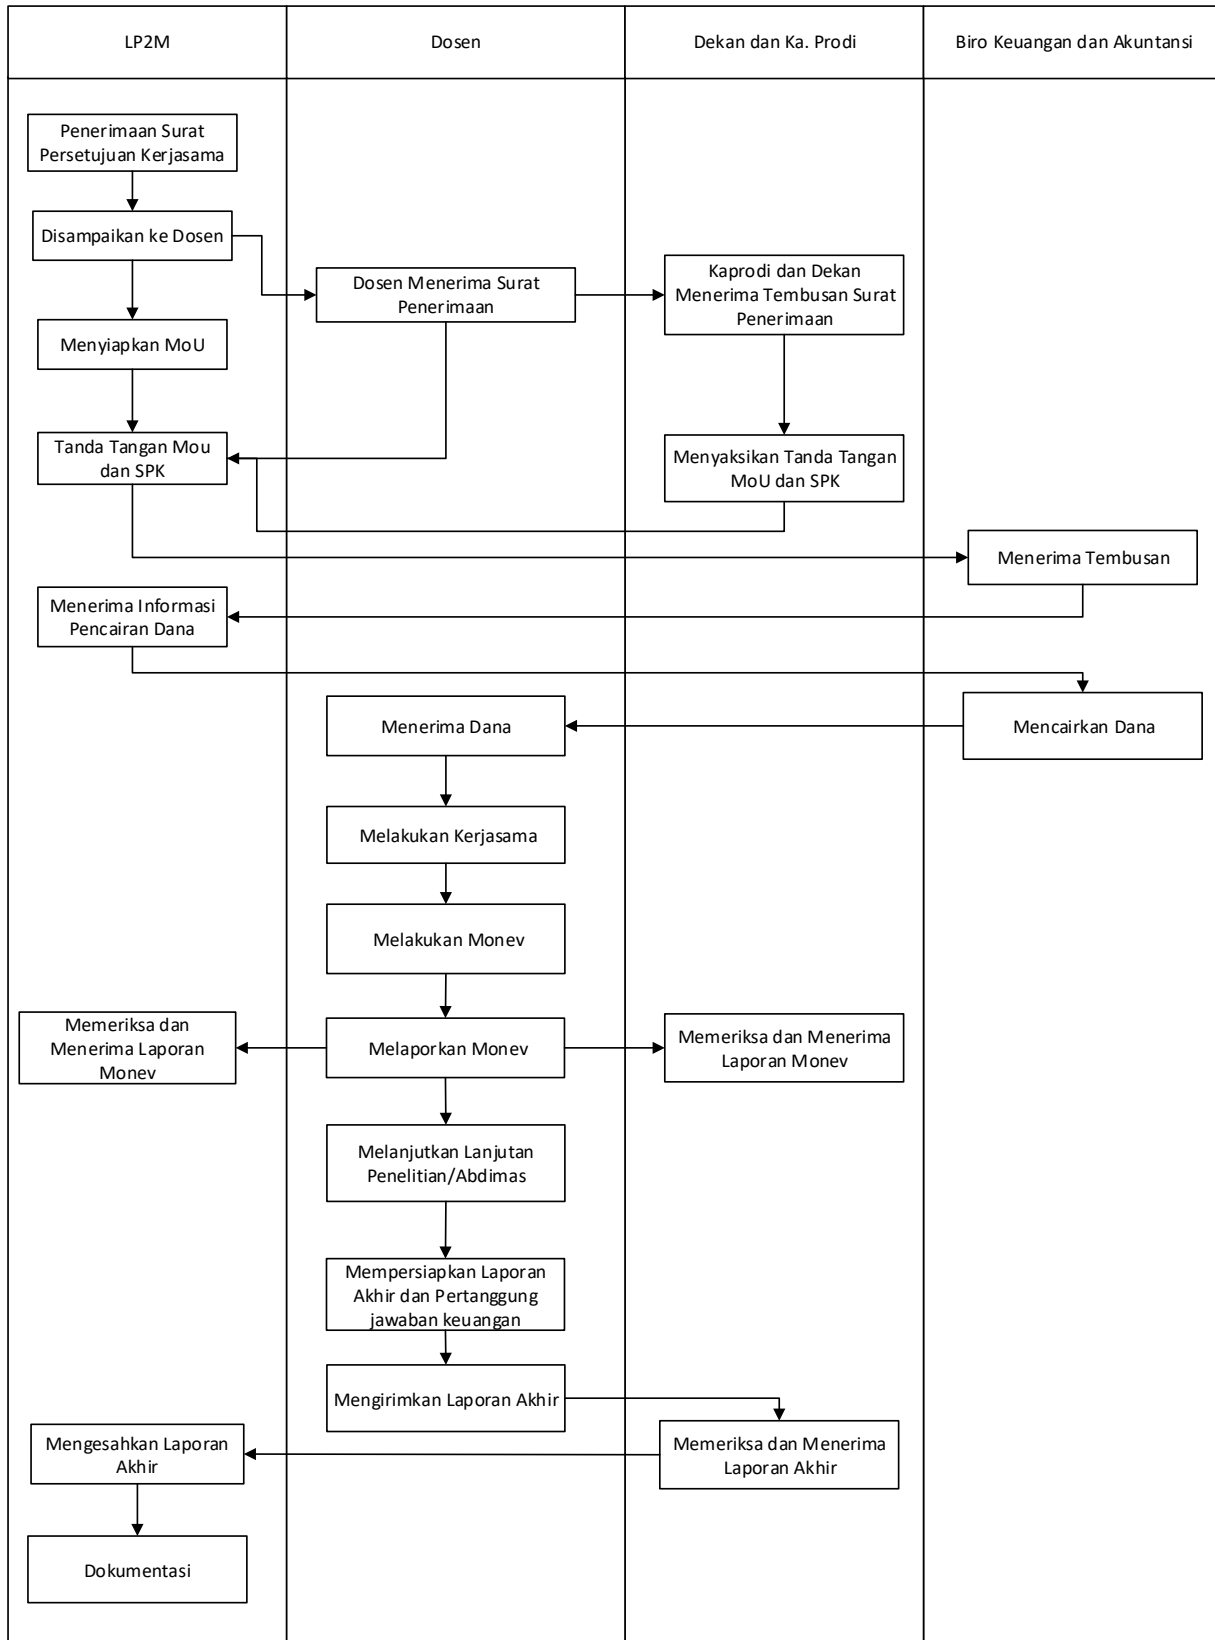 LP2M
Dosen
Dekan dan Ka. Prodi
Biro Keuangan dan Akuntansi
Penerimaan Surat
Persetujuan Kerjasama
Disampaikan ke Dosen
Dosen Menerima Surat
Penerimaan
Kaprodi dan Dekan
Menerima Tembusan Surat
Penerimaan
Menyiapkan MoU
Tanda Tangan Mou
dan SPK
Menyaksikan Tanda Tangan
MoU dan SPK
Menerima Tembusan
Menerima Informasi
Pencairan Dana
Menerima Dana
Mencairkan Dana
Melakukan Kerjasama
Melakukan Monev
Memeriksa dan
Menerima Laporan
Monev
Melaporkan Monev
Memeriksa dan Menerima
Laporan Monev
Melanjutkan Lanjutan
Penelitian/Abdimas
Mempersiapkan Laporan
Akhir dan Pertanggung
jawaban keuangan
Mengirimkan Laporan Akhir
Mengesahkan Laporan
Akhir
Memeriksa dan Menerima
Laporan Akhir
Dokumentasi